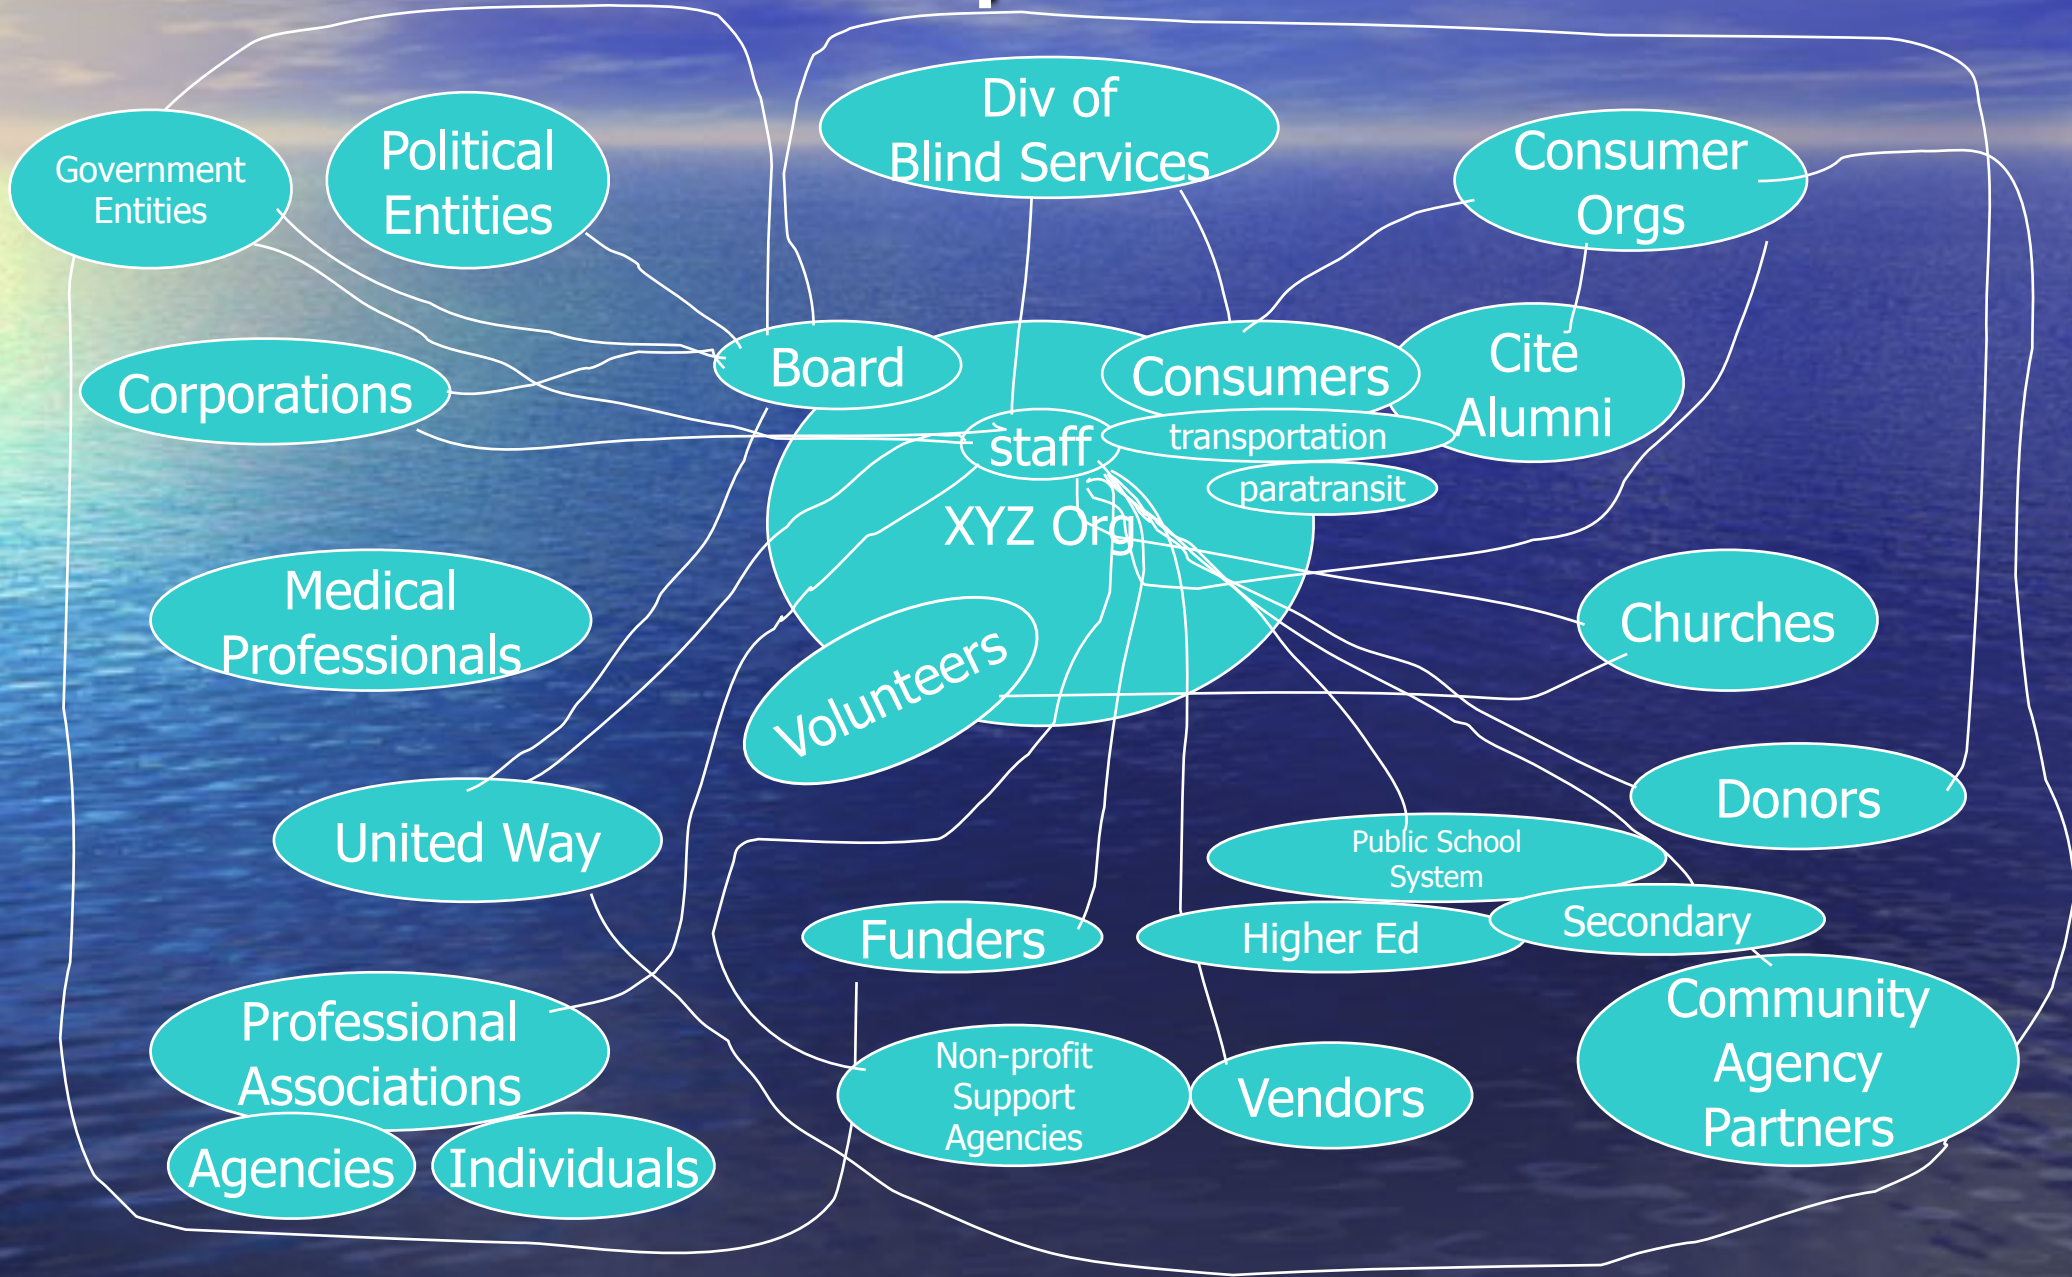 Government
Entities
Political
Entities
Div of
Blind Services
Consumer
Orgs
Corporations
Board
Consumers
Cite
Alumni
staff
transportation
paratransit
XYZ Org
Medical
Professionals
Volunteers
Churches
United Way
Donors
Public School
System
Funders
Higher Ed
Secondary
Professional
Associations
Agencies
Individuals
Non-profit
Support
Agencies
Vendors
Community
Agency
Partners